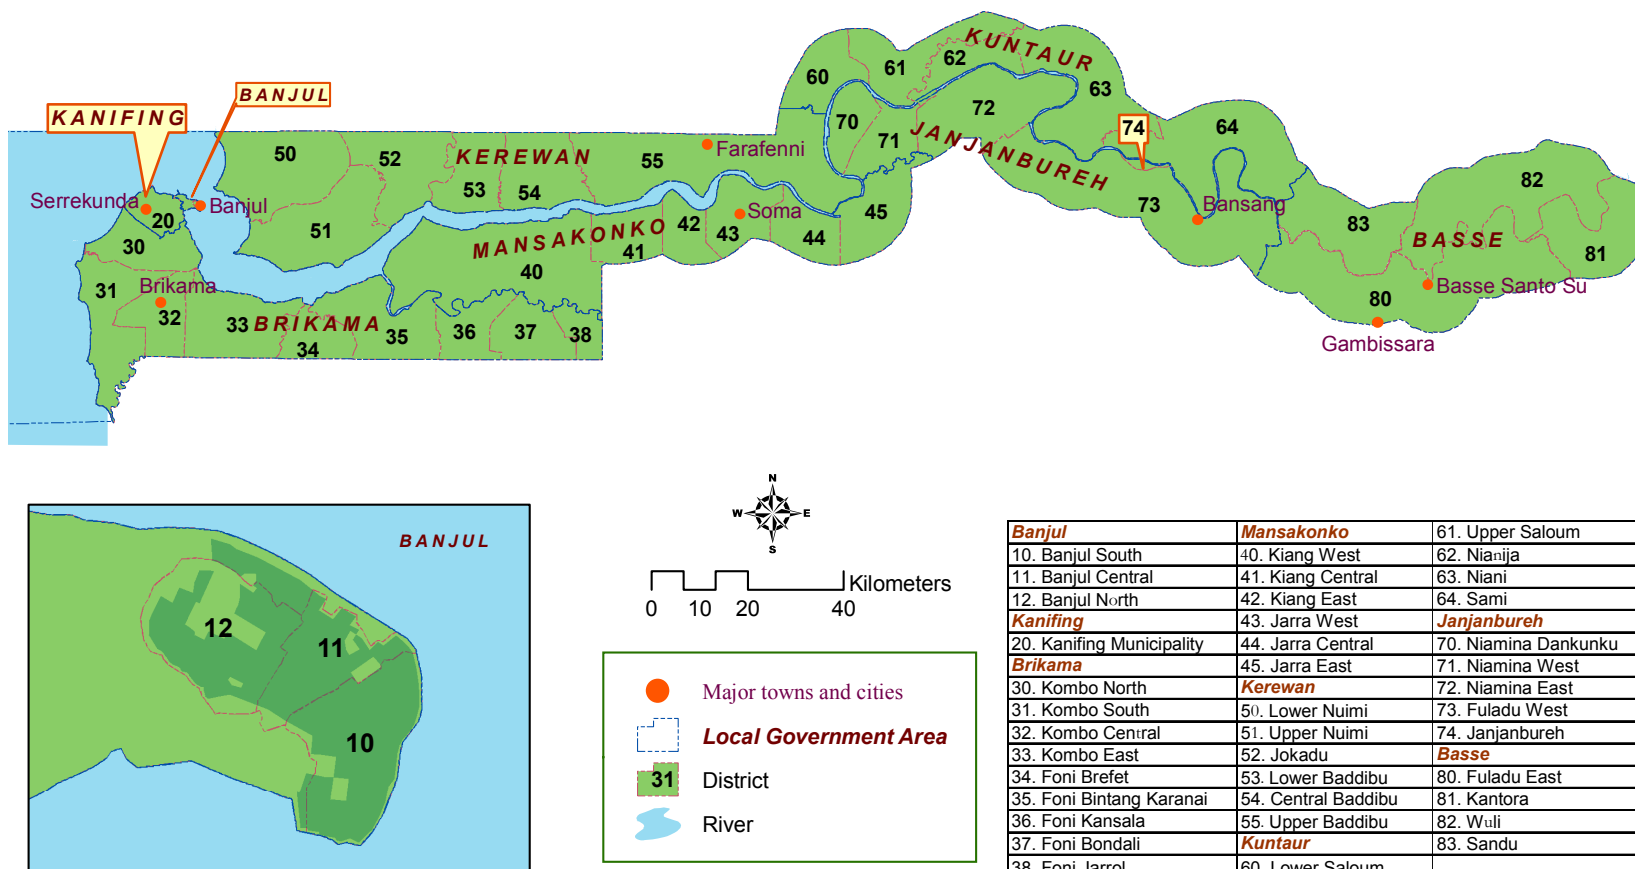 KUNTAUR
60
61
62
63
64
BANJUL
KANIFING
50
52
KEREWAN
55
Farafenni
70
71
72
JANJANBUREH
74
53
54
Serrekunda
20
Banjul
51
MANSAKONKO
42
43
Soma
44
45
73
Bansang
82
83
BASSE
81
30
40
41
31
Brikama
32
33
BRIKAMA
34
35
36
37
38
80
Basse Santo Su
Gambissara
BANJUL
12
11
10
N
W
E
S
Kilometers
0 10 20 40
Major towns and cities
Local Government Area
31 District
River
Banjul
10. Banjul South
11. Banjul Central
12. Banjul North
Kanifing
20. Kanifing Municipality
Brikama
30. Kombo North
31. Kombo South
32. Kombo Central
33. Kombo East
34. Foni Brefet
35. Foni Bintang Karanai
36. Foni Kansala
37. Foni Bondali
38. Foni Jarrol
Mansakonko
40. Kiang West
41. Kiang Central
42. Kiang East
43. Jarra West
44. Jarra Central
45. Jarra East
Kerewan
50. Lower Nuimi
51. Upper Nuimi
52. Jokadu
53. Lower Baddibu
54. Central Baddibu
55. Upper Baddibu
Kuntaur
60. Lower Saloum
61. Upper Saloum
62. Nianija
63. Niani
64. Sami
Janjanbureh
70. Niamina Dankunku
71. Niamina West
72. Niamina East
73. Fuladu West
74. Janjanbureh
Basse
80. Fuladu East
81. Kantora
82. Wuli
83. Sandu